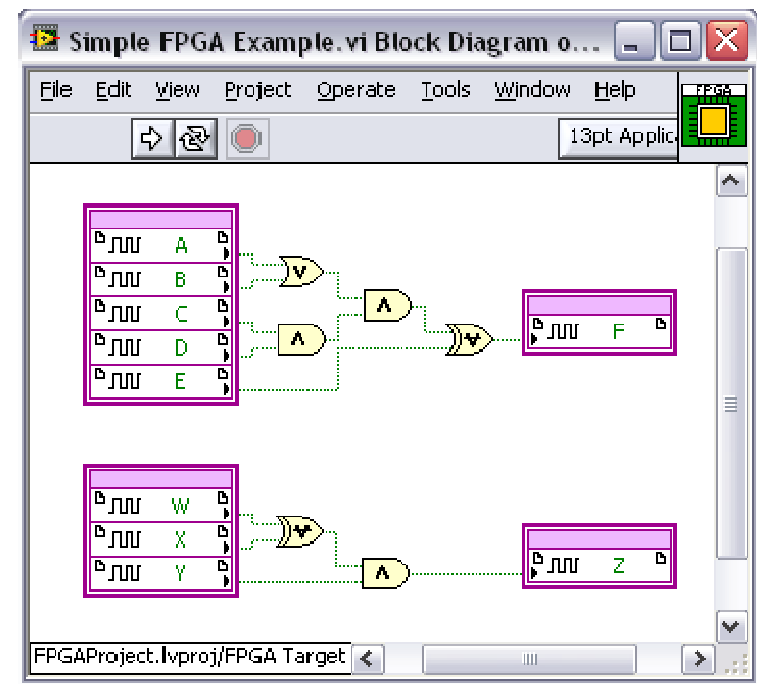 Simple FPGA Example.vi Block Diagram o...
File Edit View Project Operate Tools Window Help
FPGA
13pt Applic
A
B
C
D
E
F
W
X
Y
Z
FPGAProject.lvproj/FPGA Target